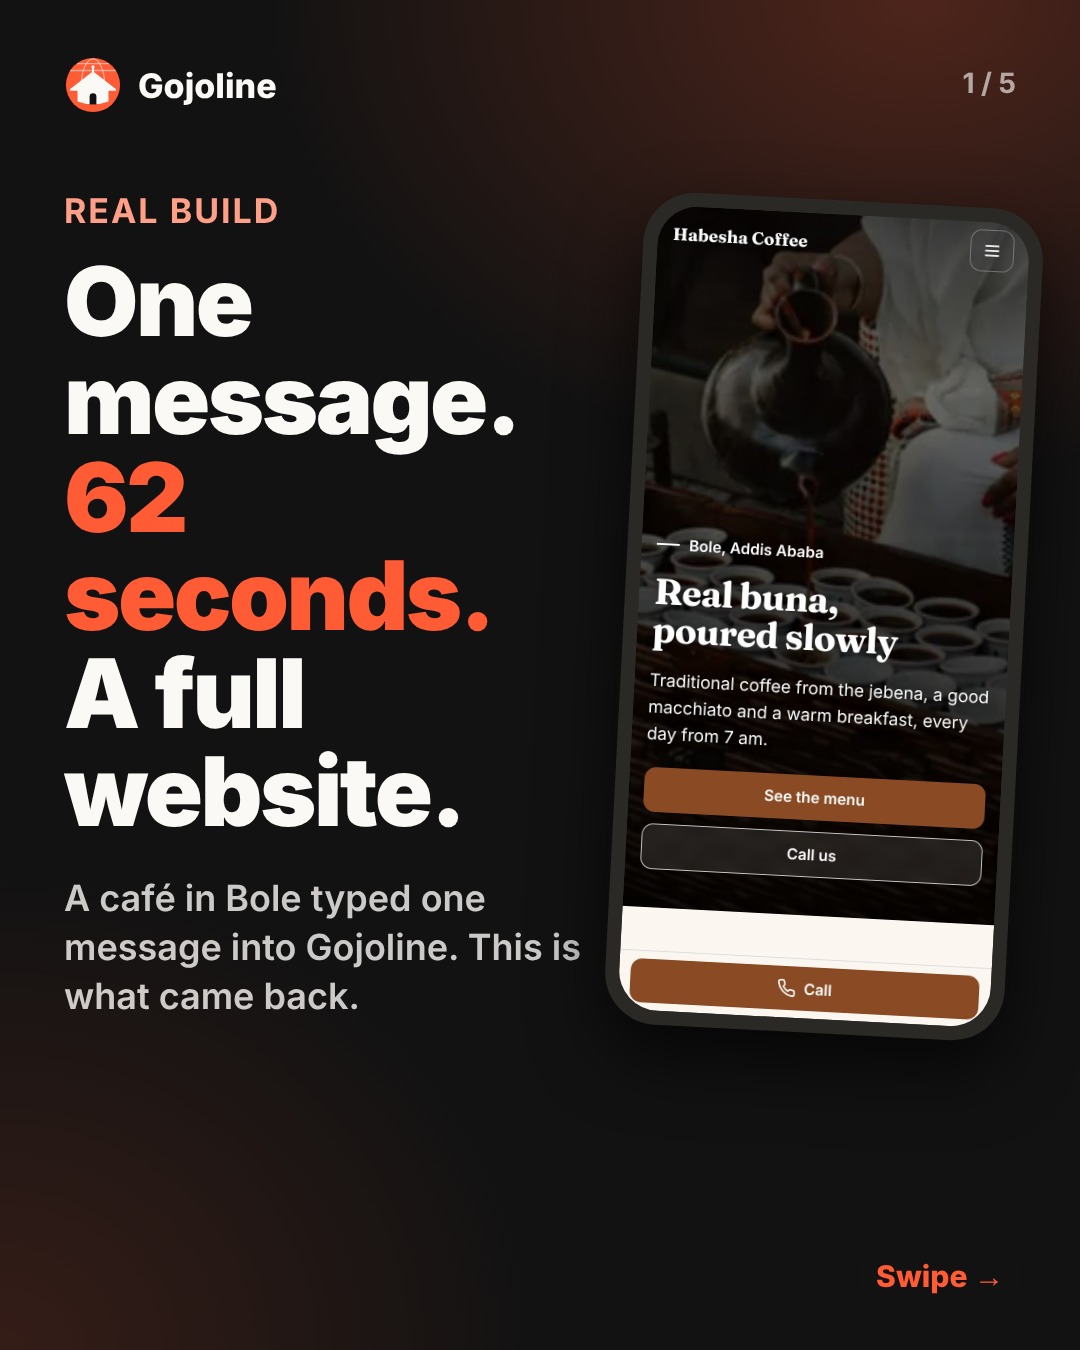 Gojoline
1 / 5
REAL BUILD
One
message.
62
seconds.
A full
website.
A café in Bole typed one
message into Gojoline. This is
what came back.
Habesha Coffee
Bole, Addis Ababa
Real buna,
poured slowly
Traditional coffee from the jebena, a good
macchiato and a warm breakfast, every
day from 7 am.
See the menu
Call us
Call
Swipe →